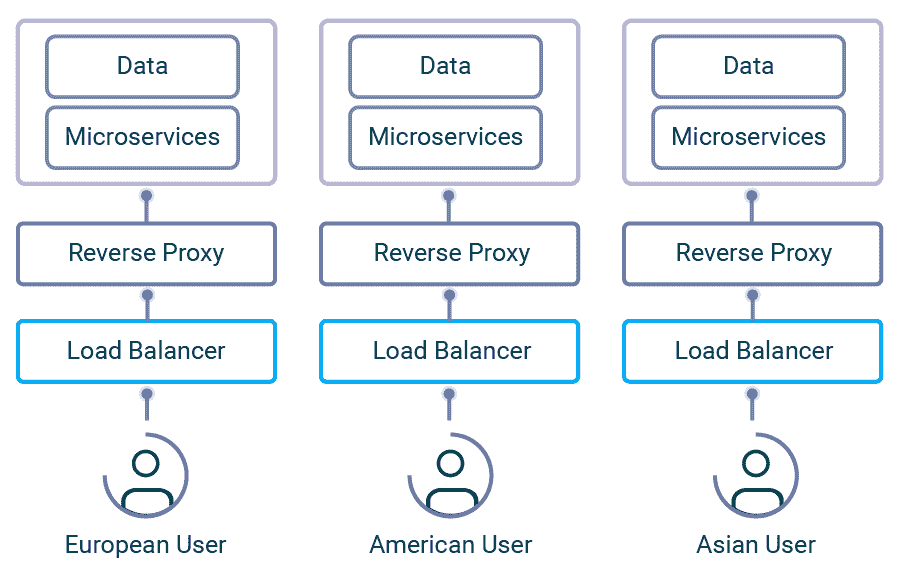 Data
Microservices
Reverse Proxy
Load Balancer
European User
Data
Microservices
Reverse Proxy
Load Balancer
American User
Data
Microservices
Reverse Proxy
Load Balancer
Asian User